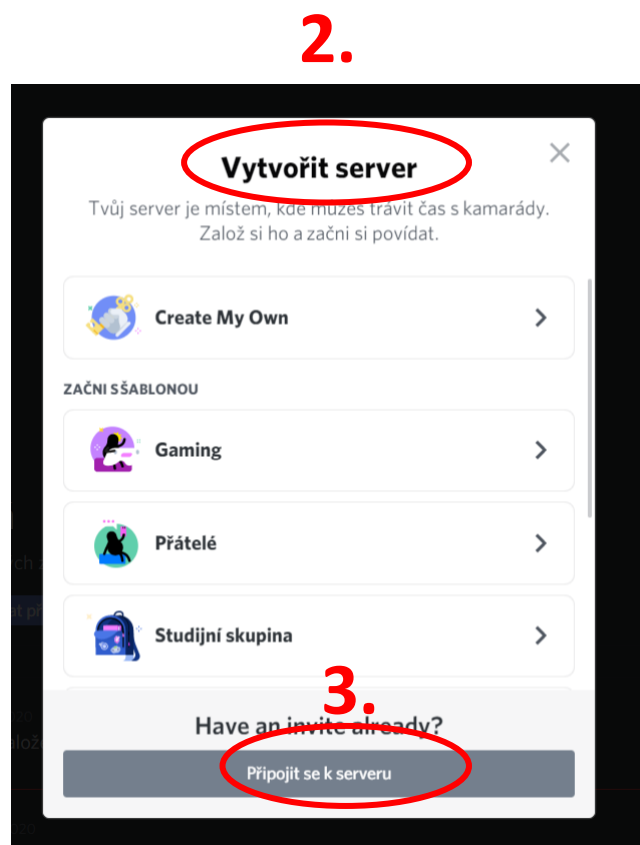 2.
Vytvořit server
Tvůj server je místem, kde můžeš trávit čas s kamarády.
Založ si ho a začni si povídat.
Create My Own
ZAČNI S ŠABLONOU
Gaming
Přátelé
Studijní skupina
3.
Have an invite already?
Připojit se k serveru